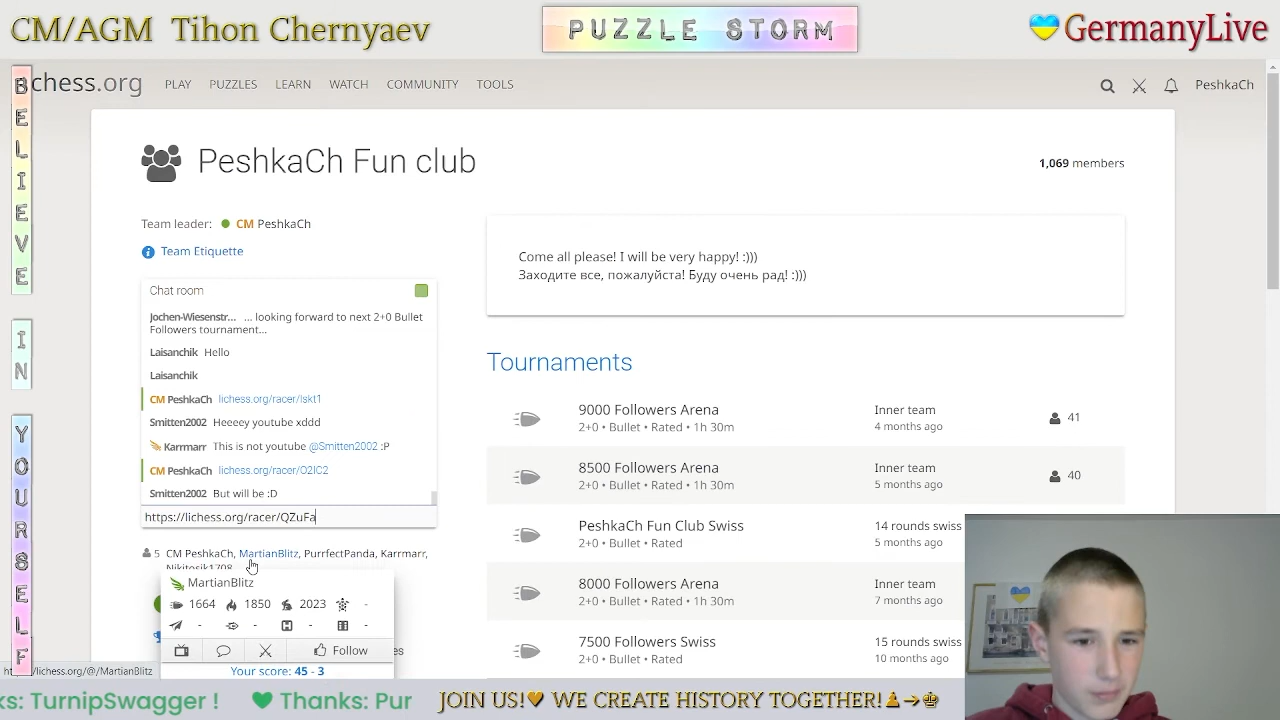 CM/AGM Tihon Chernyaev
PUZZLE STORM
GermanyLive
BELIEVE
IN
YOURSELF
chess.org
PLAY PUZZLES LEARN WATCH COMMUNITY TOOLS
PeshkaCh
PeshkaCh Fun club
1,069 members
Team leader: CM PeshkaCh
Team Etiquette
Come all please! I will be very happy! :)))
Заходите все, пожалуйста! Буду очень рад! :)))
Chat room
Jochen-Wiesenstr... ... looking forward to next 2+0 Bullet
Followers tournament...
Laisanchik Hello
Laisanchik
CM PeshkaCh lichess.org/racer/lskt1
Smitten2002 Heeeey youtube xddd
Karrmarr This is not youtube @Smitten2002 :P
CM PeshkaCh lichess.org/racer/O2IC2
Smitten2002 But will be :D
https://lichess.org/racer/QZuFa
5 CM PeshkaCh, MartianBlitz, PurrfectPanda, Karrmarr,
Nikitosik1708
MartianBlitz
1664 1850 2023 -
- - - -
Follow
Your score: 45 - 3
Tournaments
9000 Followers Arena
2+0 • Bullet • Rated • 1h 30m
Inner team
4 months ago
41
8500 Followers Arena
2+0 • Bullet • Rated • 1h 30m
Inner team
5 months ago
40
PeshkaCh Fun Club Swiss
2+0 • Bullet • Rated
14 rounds swiss
5 months ago
8000 Followers Arena
2+0 • Bullet • Rated • 1h 30m
Inner team
7 months ago
7500 Followers Swiss
2+0 • Bullet • Rated
15 rounds swiss
10 months ago
lichess.org/@/MartianBlitz
ks: TurnipSwagger ! Thanks: Pur
JOIN US! WE CREATE HISTORY TOGETHER!